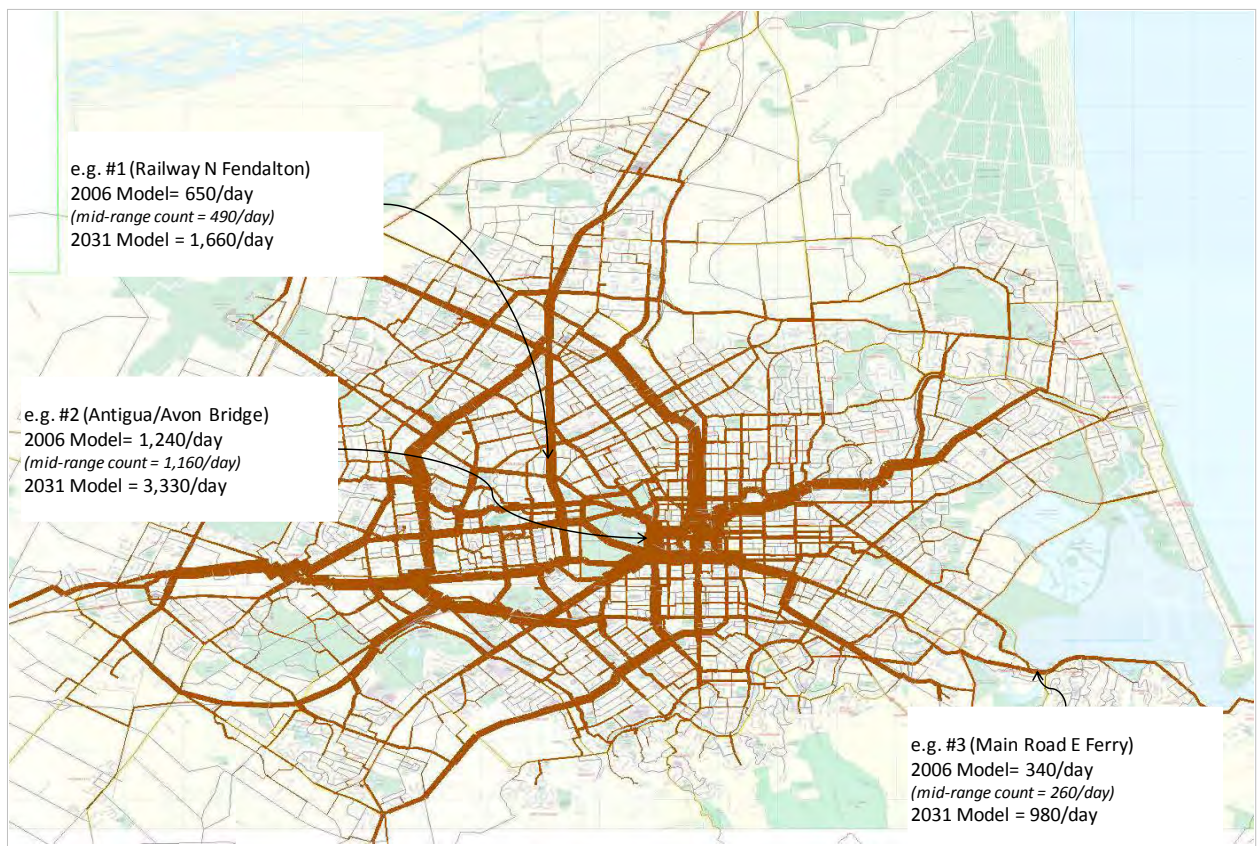 e.g. #1 (Railway N Fendalton)
2006 Model= 650/day
(mid-range count = 490/day)
2031 Model = 1,660/day
e.g. #2 (Antigua/Avon Bridge)
2006 Model= 1,240/day
(mid-range count = 1,160/day)
2031 Model = 3,330/day
e.g. #3 (Main Road E Ferry)
2006 Model= 340/day
(mid-range count = 260/day)
2031 Model = 980/day